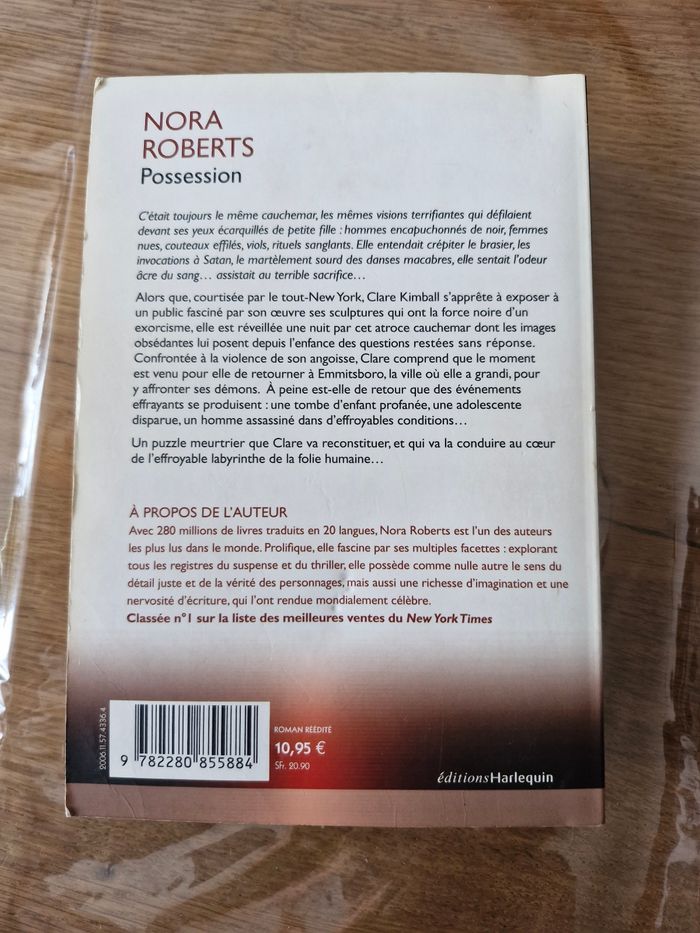 NORA
ROBERTS
Possession
C'était toujours le même cauchemar, les mêmes visions terrifiantes qui défilaient
devant ses yeux écarquillés de petite fille : hommes encapuchonnés de noir, femmes
nues, couteaux effilés, viols, rituels sanglants. Elle entendait crépiter le brasier, les
invocations à Satan, le martèlement sourd des danses macabres, elle sentait l'odeur
âcre du sang… assistait au terrible sacrifice…
Alors que, courtisée par le tout-New York, Clare Kimball s'apprête à exposer à
un public fasciné par son œuvre ses sculptures qui ont la force noire d'un
exorcisme, elle est réveillée une nuit par cet atroce cauchemar dont les images
obsédantes lui posent depuis l'enfance des questions restées sans réponse.
Confrontée à la violence de son angoisse, Clare comprend que le moment
est venu pour elle de retourner à Emmitsboro, la ville où elle a grandi, pour
y affronter ses démons. À peine est-elle de retour que des événements
effrayants se produisent : une tombe d'enfant profanée, une adolescente
disparue, un homme assassiné dans d'effroyables conditions…
Un puzzle meurtrier que Clare va reconstituer, et qui va la conduire au cœur
de l'effroyable labyrinthe de la folie humaine…
À PROPOS DE L'AUTEUR
Avec 280 millions de livres traduits en 20 langues, Nora Roberts est l'un des auteurs
les plus lus dans le monde. Prolifique, elle fascine par ses multiples facettes : explorant
tous les registres du suspense et du thriller, elle possède comme nulle autre le sens du
détail juste et de la vérité des personnages, mais aussi une richesse d'imagination et une
nervosité d'écriture, qui l'ont rendue mondialement célèbre.
Classée n°1 sur la liste des meilleures ventes du New York Times
2006.11.57.4336.4
9 782280 855884
ROMAN RÉÉDITÉ
10,95 €
SFr. 20.90
éditionsHarlequin